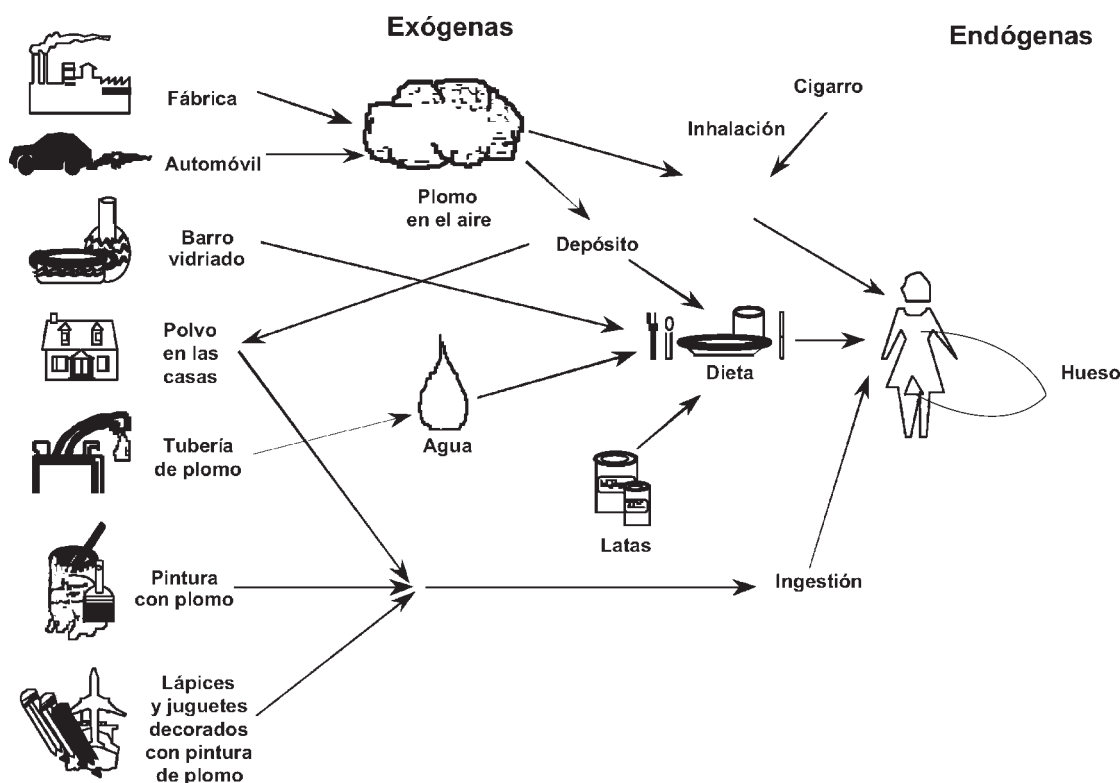 Exógenas
Endógenas
Fábrica
Cigarro
Inhalación
Automóvil
Plomo
en el aire
Barro
vidriado
Depósito
Polvo
en las
casas
Dieta
Hueso
Tubería
de plomo
Agua
Latas
Pintura
con plomo
Ingestión
Lápices
y juguetes
decorados
con pintura
de plomo